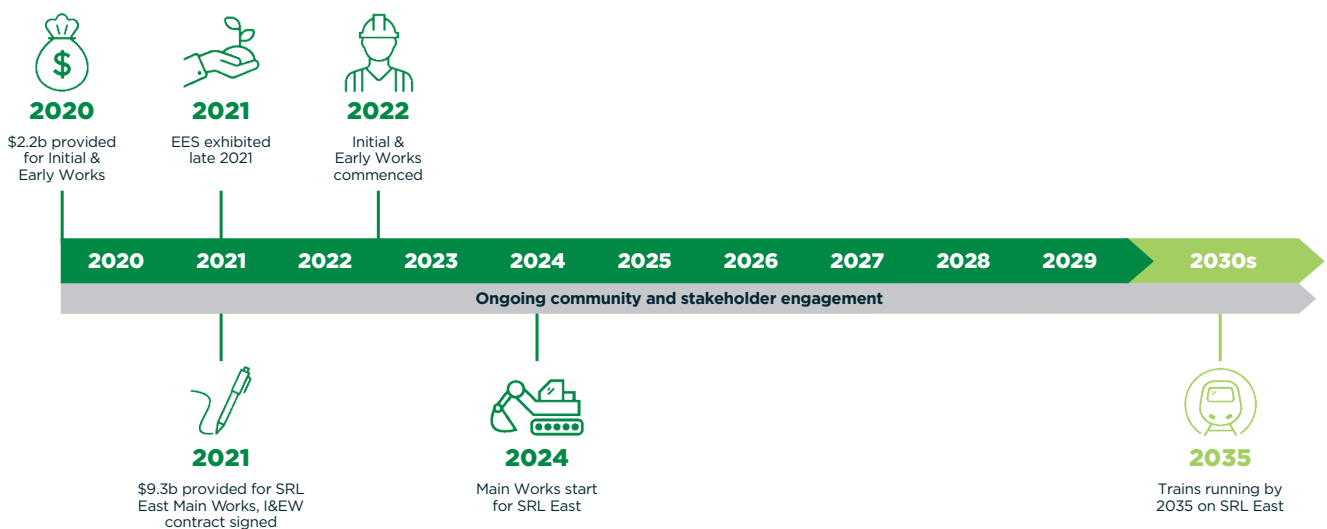 $
2020
$2.2b provided
for Initial &
Early Works
2021
EES exhibited
late 2021
2022
Initial &
Early Works
commenced
2020 2021 2022 2023 2024 2025 2026 2027 2028 2029 2030s
Ongoing community and stakeholder engagement
2021
$9.3b provided for SRL
East Main Works, I&EW
contract signed
2024
Main Works start
for SRL East
2035
Trains running by
2035 on SRL East